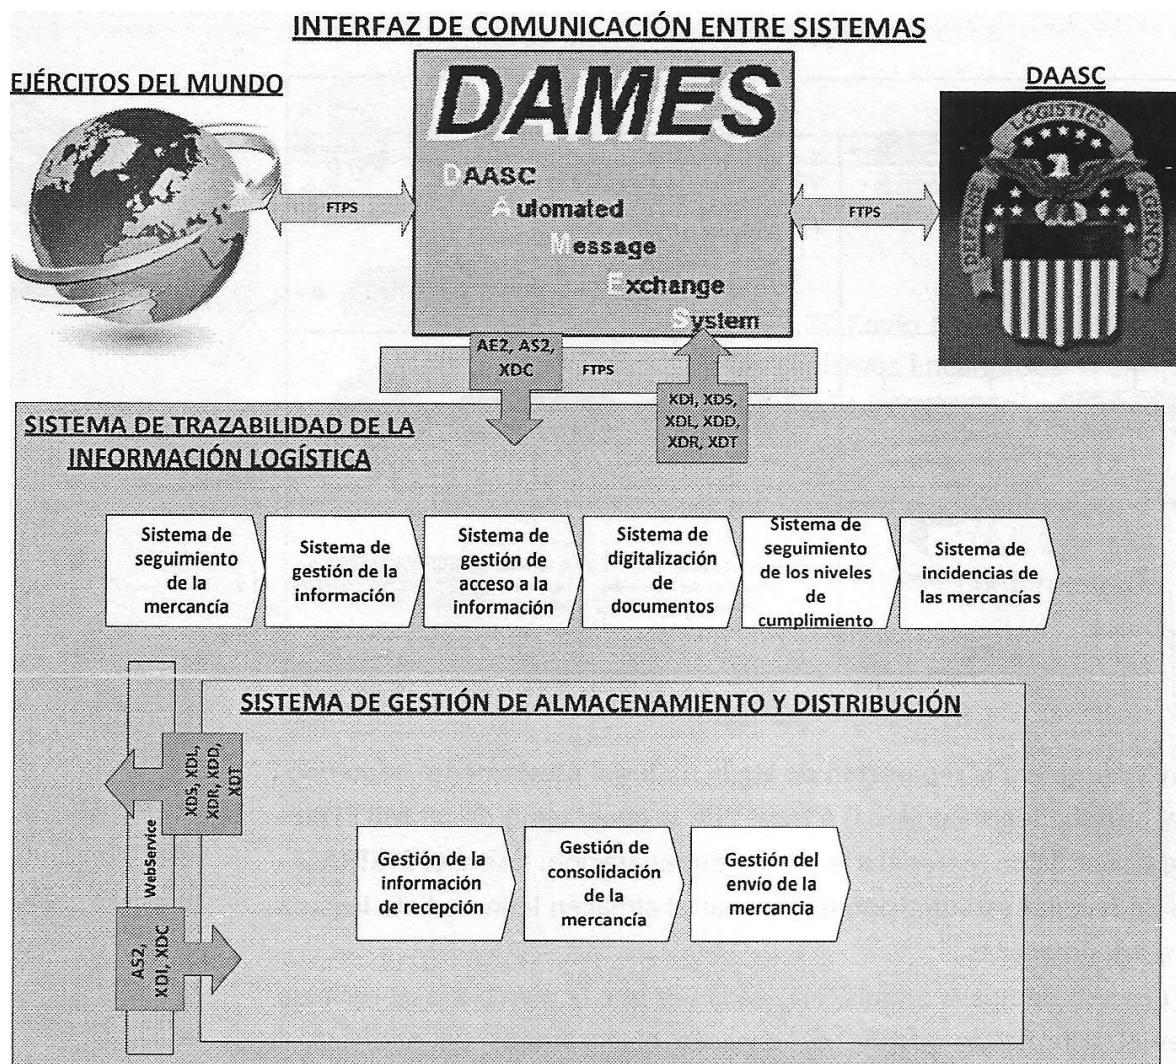 INTERFAZ DE COMUNICACIÓN ENTRE SISTEMAS
EJÉRCITOS DEL MUNDO
DAMES
DAASC
Automated
Message
Exchange
System
DAASC
DEFENSE
LOGISTICS
AGENCY
FTPS
FTPS
AE2, AS2,
XDC
FTPS
XDI, XDS,
XDL, XDD,
XDR, XDT
SISTEMA DE TRAZABILIDAD DE LA
INFORMACIÓN LOGÍSTICA
Sistema de
seguimiento
de la
mercancía
Sistema de
gestión de la
información
Sistema de
gestión de
acceso a la
información
Sistema de
digitalización
de
documentos
Sistema de
seguimiento
de los niveles
de
cumplimiento
Sistema de
incidencias de
las mercancías
SISTEMA DE GESTIÓN DE ALMACENAMIENTO Y DISTRIBUCIÓN
XDS, XDL,
XDR, XDD,
XDT
WebService
AS2,
XDI, XDC
Gestión de la
información
de recepción
Gestión de
consolidación
de la
mercancía
Gestión del
envío de la
mercancia